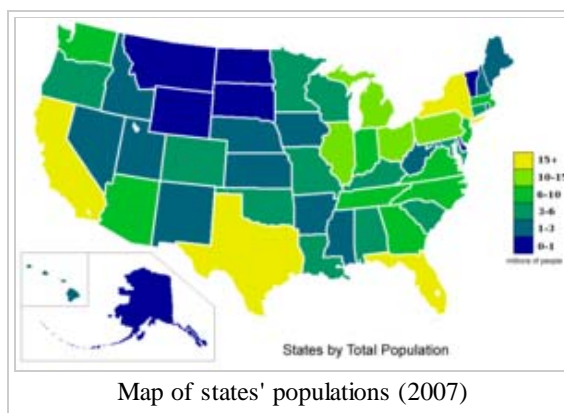 15+
10-15
6-10
3-6
1-3
0-1
millions of people
States by Total Population
Map of states' populations (2007)